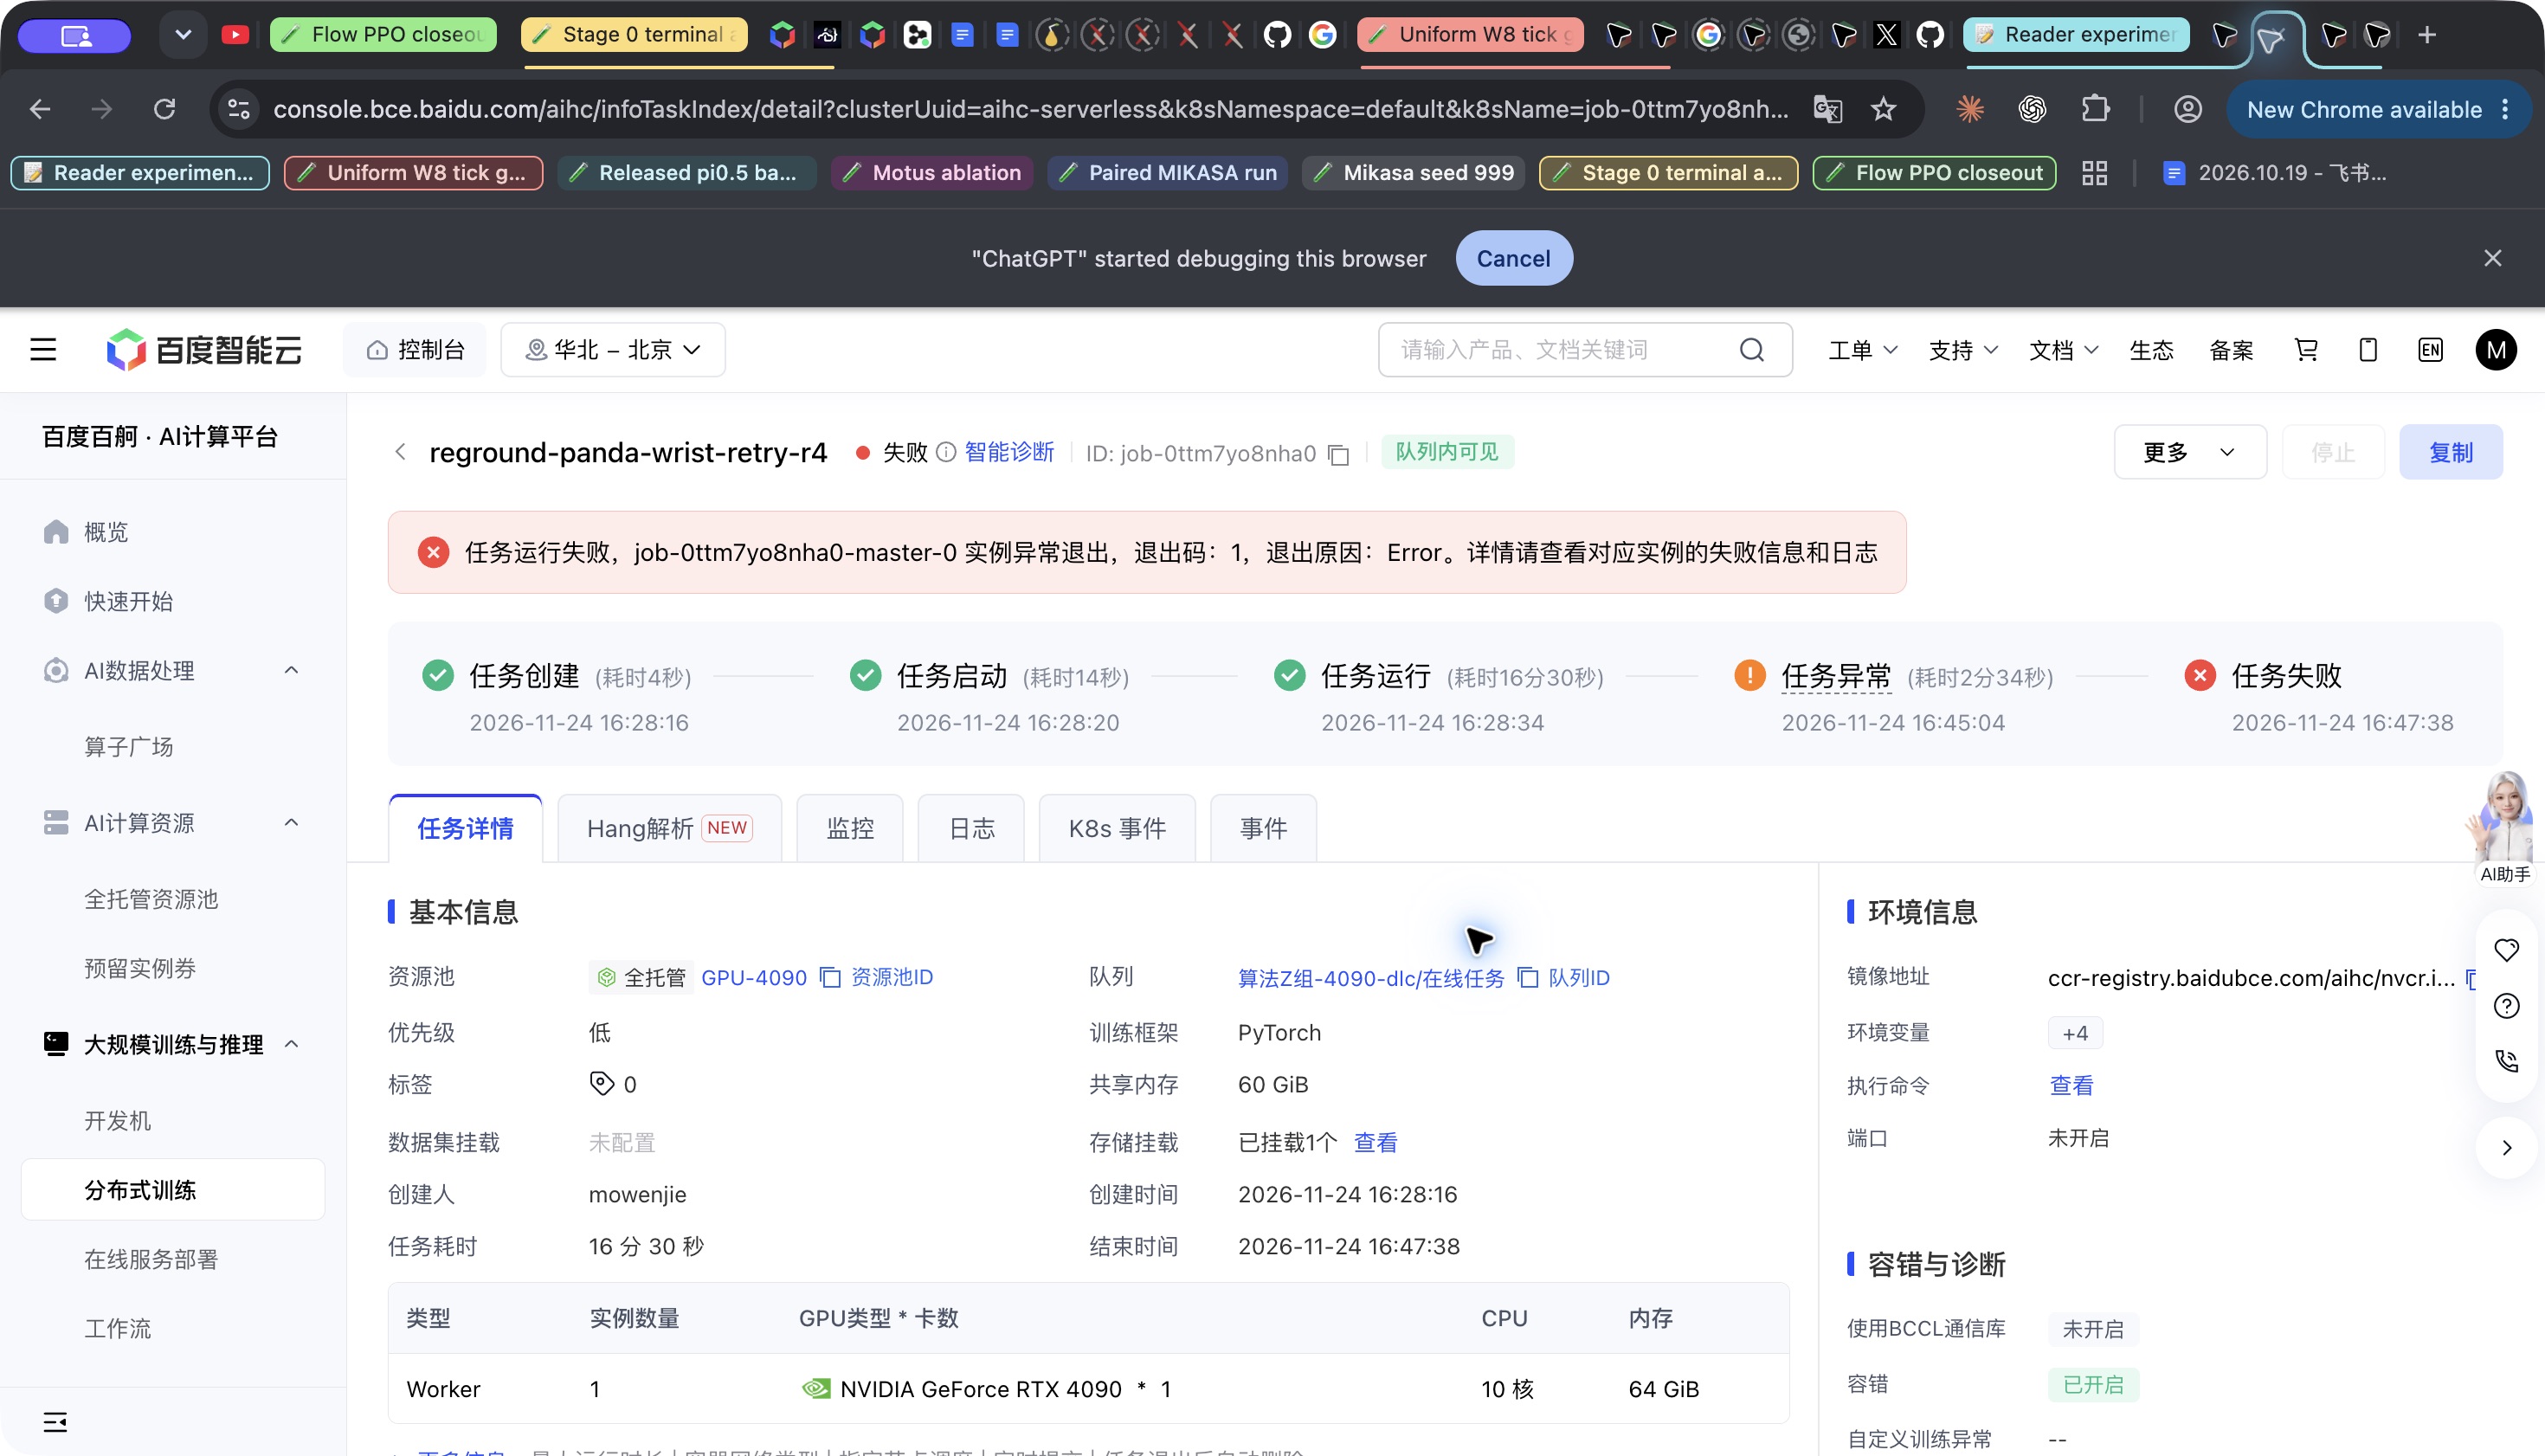 Flow PPO closeou
Stage 0 terminal a
Uniform W8 tick g
Reader experimen
console.bce.baidu.com/aihc/infoTaskIndex/detail?clusterUuid=aihc-serverless&k8sNamespace=default&k8sName=job-0ttm7yo8nh...
New Chrome available
Reader experimen...
Uniform W8 tick g...
Released pi0.5 ba...
Motus ablation
Paired MIKASA run
Mikasa seed 999
Stage 0 terminal a...
Flow PPO closeout
2026.10.19 - 飞书...
"ChatGPT" started debugging this browser
Cancel
百度智能云
控制台
华北 – 北京
请输入产品、文档关键词
工单
支持
文档
生态
备案
EN
M
百度百舸 · AI计算平台
概览
快速开始
AI数据处理
算子广场
AI计算资源
全托管资源池
预留实例券
大规模训练与推理
开发机
分布式训练
在线服务部署
工作流
reground-panda-wrist-retry-r4
失败
智能诊断
ID: job-0ttm7yo8nha0
队列内可见
更多
停止
复制
任务运行失败，job-0ttm7yo8nha0-master-0 实例异常退出，退出码：1，退出原因：Error。详情请查看对应实例的失败信息和日志
任务创建 (耗时4秒)
2026-11-24 16:28:16
任务启动 (耗时14秒)
2026-11-24 16:28:20
任务运行 (耗时16分30秒)
2026-11-24 16:28:34
任务异常 (耗时2分34秒)
2026-11-24 16:45:04
任务失败
2026-11-24 16:47:38
任务详情
Hang解析 NEW
监控
日志
K8s 事件
事件
基本信息
资源池 全托管 GPU-4090 资源池ID
队列 算法Z组-4090-dlc/在线任务 队列ID
优先级 低
训练框架 PyTorch
标签 0
共享内存 60 GiB
数据集挂载 未配置
存储挂载 已挂载1个 查看
创建人 mowenjie
创建时间 2026-11-24 16:28:16
任务耗时 16 分 30 秒
结束时间 2026-11-24 16:47:38
类型 实例数量 GPU类型 * 卡数 CPU 内存
Worker 1 NVIDIA GeForce RTX 4090 * 1 10 核 64 GiB
环境信息
镜像地址 ccr-registry.baidubce.com/aihc/nvcr.i...
环境变量 +4
执行命令 查看
端口 未开启
容错与诊断
使用BCCL通信库 未开启
容错 已开启
自定义训练异常 --
AI助手